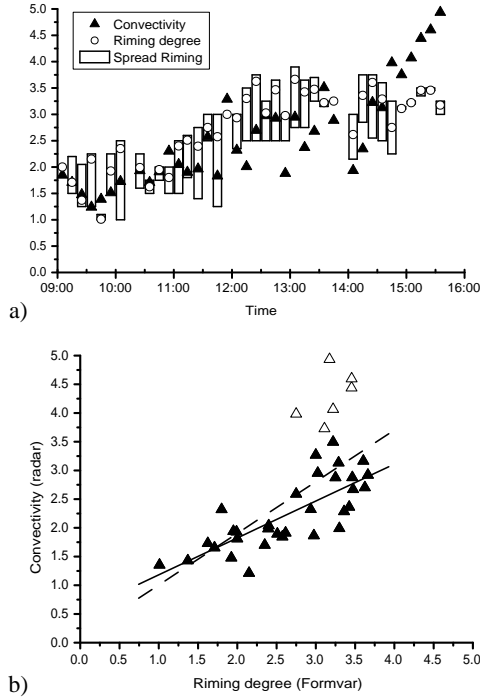 5.0
4.5
4.0
3.5
3.0
2.5
2.0
1.5
1.0
0.5
0.0
Convectivity
Riming degree
Spread Riming
09:00 10:00 11:00 12:00 13:00 14:00 15:00 16:00
Time
a)
5.0
4.5
4.0
3.5
3.0
2.5
2.0
1.5
1.0
0.5
0.0
Convectivity (radar)
0.0 0.5 1.0 1.5 2.0 2.5 3.0 3.5 4.0 4.5 5.0
Riming degree (Formvar)
b)